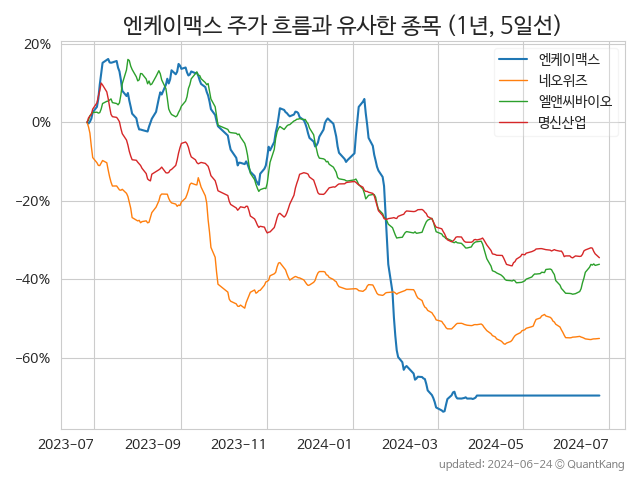 엔케이맥스 주가 흐름과 유사한 종목 (1년, 5일선)
20%
0%
−20%
−40%
−60%
엔케이맥스
네오위즈
엘앤씨바이오
명신산업
2023-07 2023-09 2023-11 2024-01 2024-03 2024-05 2024-07
updated: 2024-06-24 © QuantKang